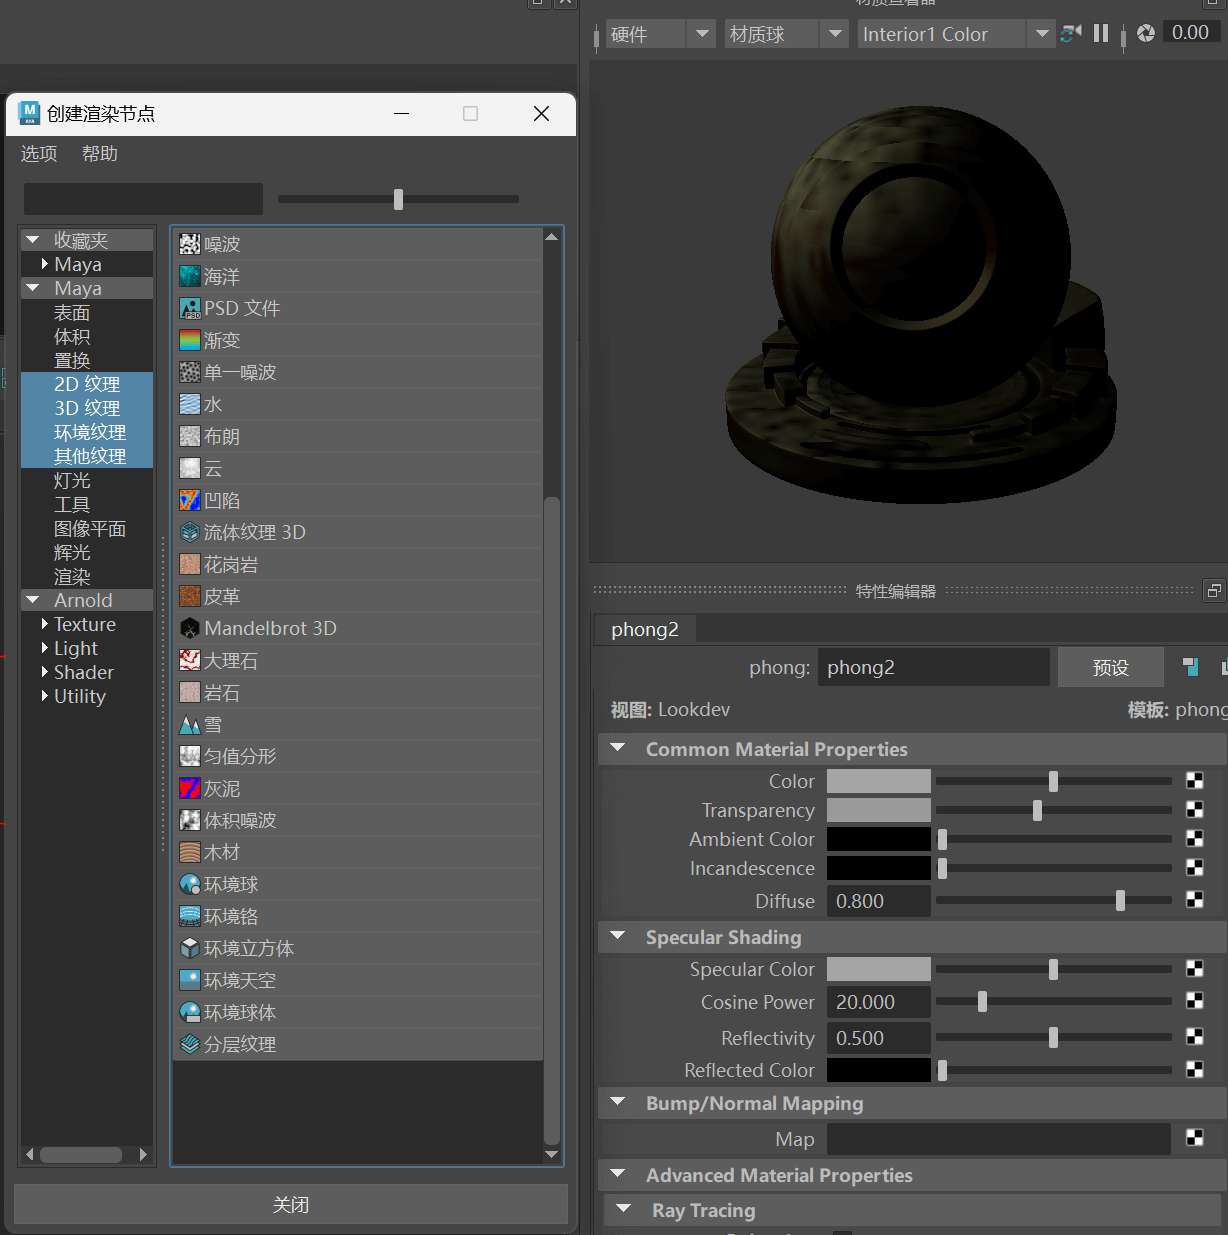 创建渲染节点
选项 帮助
收藏夹
Maya
Maya
表面
体积
置换
2D 纹理
3D 纹理
环境纹理
其他纹理
灯光
工具
图像平面
辉光
渲染
Arnold
Texture
Light
Shader
Utility
噪波
海洋
PSD 文件
渐变
单一噪波
水
布朗
云
凹陷
流体纹理 3D
花岗岩
皮革
Mandelbrot 3D
大理石
岩石
雪
匀值分形
灰泥
体积噪波
木材
环境球
环境铬
环境立方体
环境天空
环境球体
分层纹理
关闭
材质查看器
硬件 材质球 Interior1 Color 0.00
特性编辑器
phong2
phong: phong2 预设
视图: Lookdev 模板: phong
Common Material Properties
Color
Transparency
Ambient Color
Incandescence
Diffuse 0.800
Specular Shading
Specular Color
Cosine Power 20.000
Reflectivity 0.500
Reflected Color
Bump/Normal Mapping
Map
Advanced Material Properties
Ray Tracing